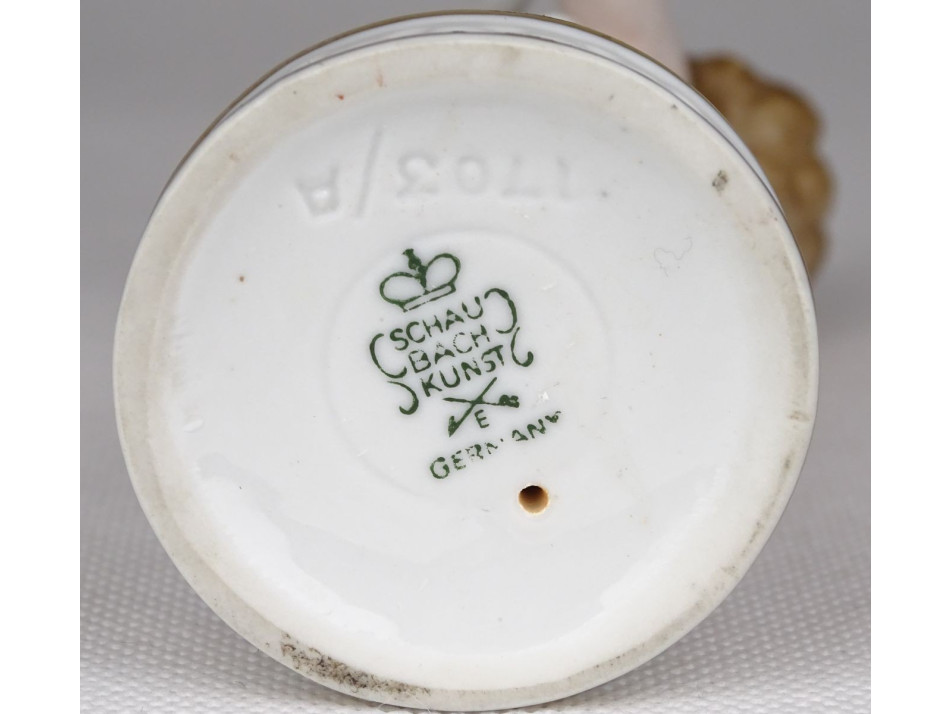 1703/A
SCHAU
BACH
KUNST
E
GERMANY